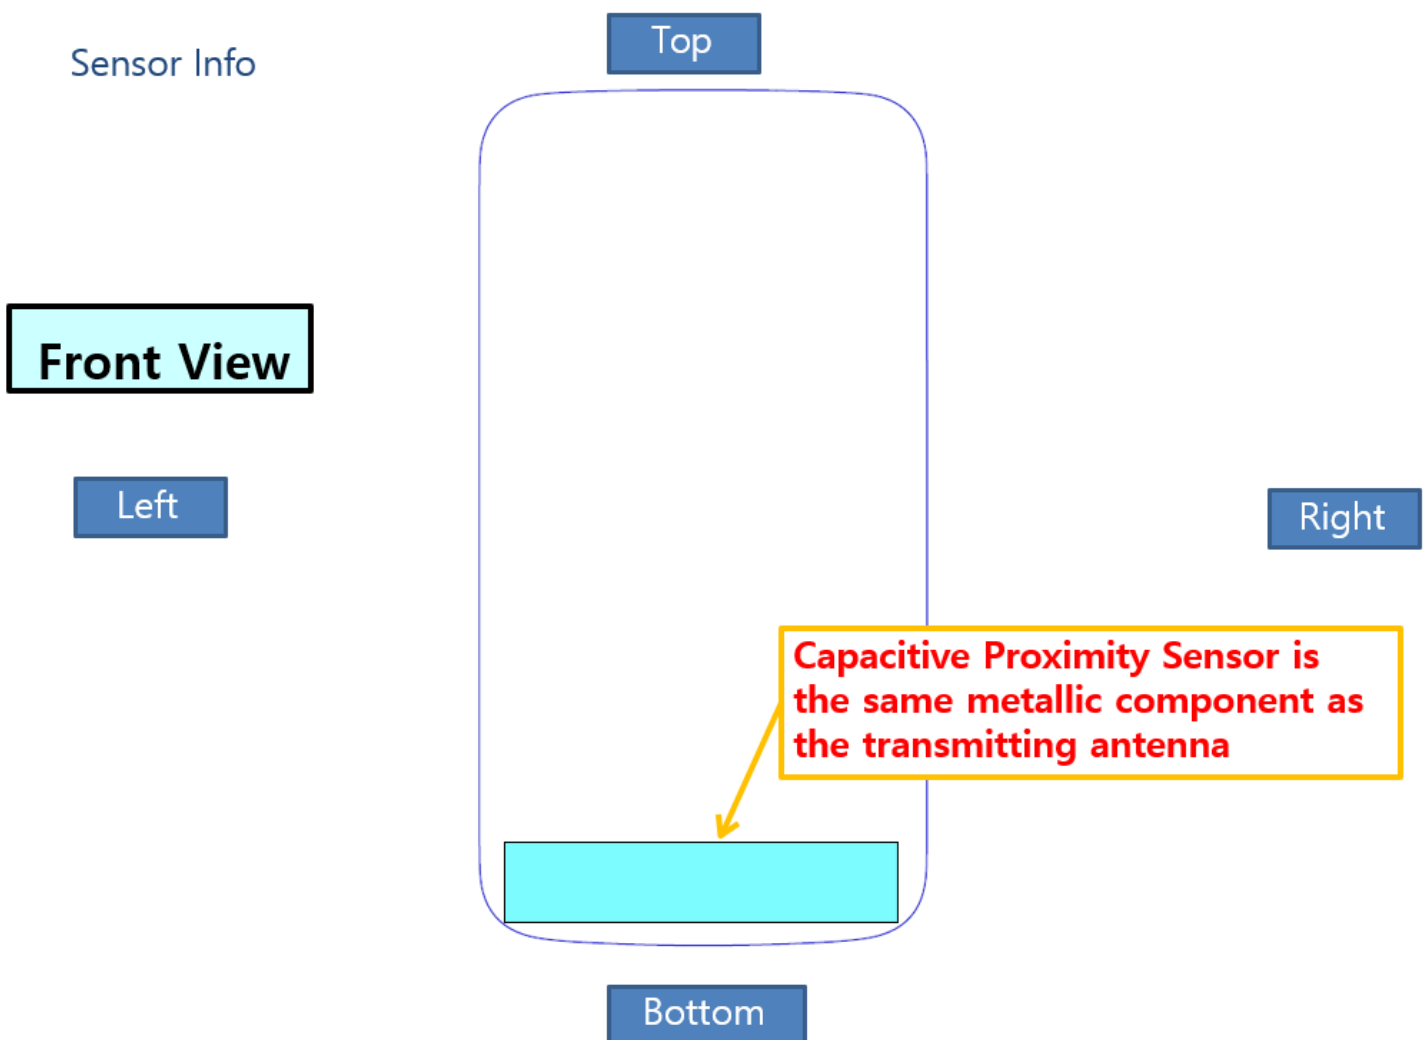 Top
Sensor Info
Front View
Left
Right
Capacitive Proximity Sensor is
the same metallic component as
the transmitting antenna
Bottom